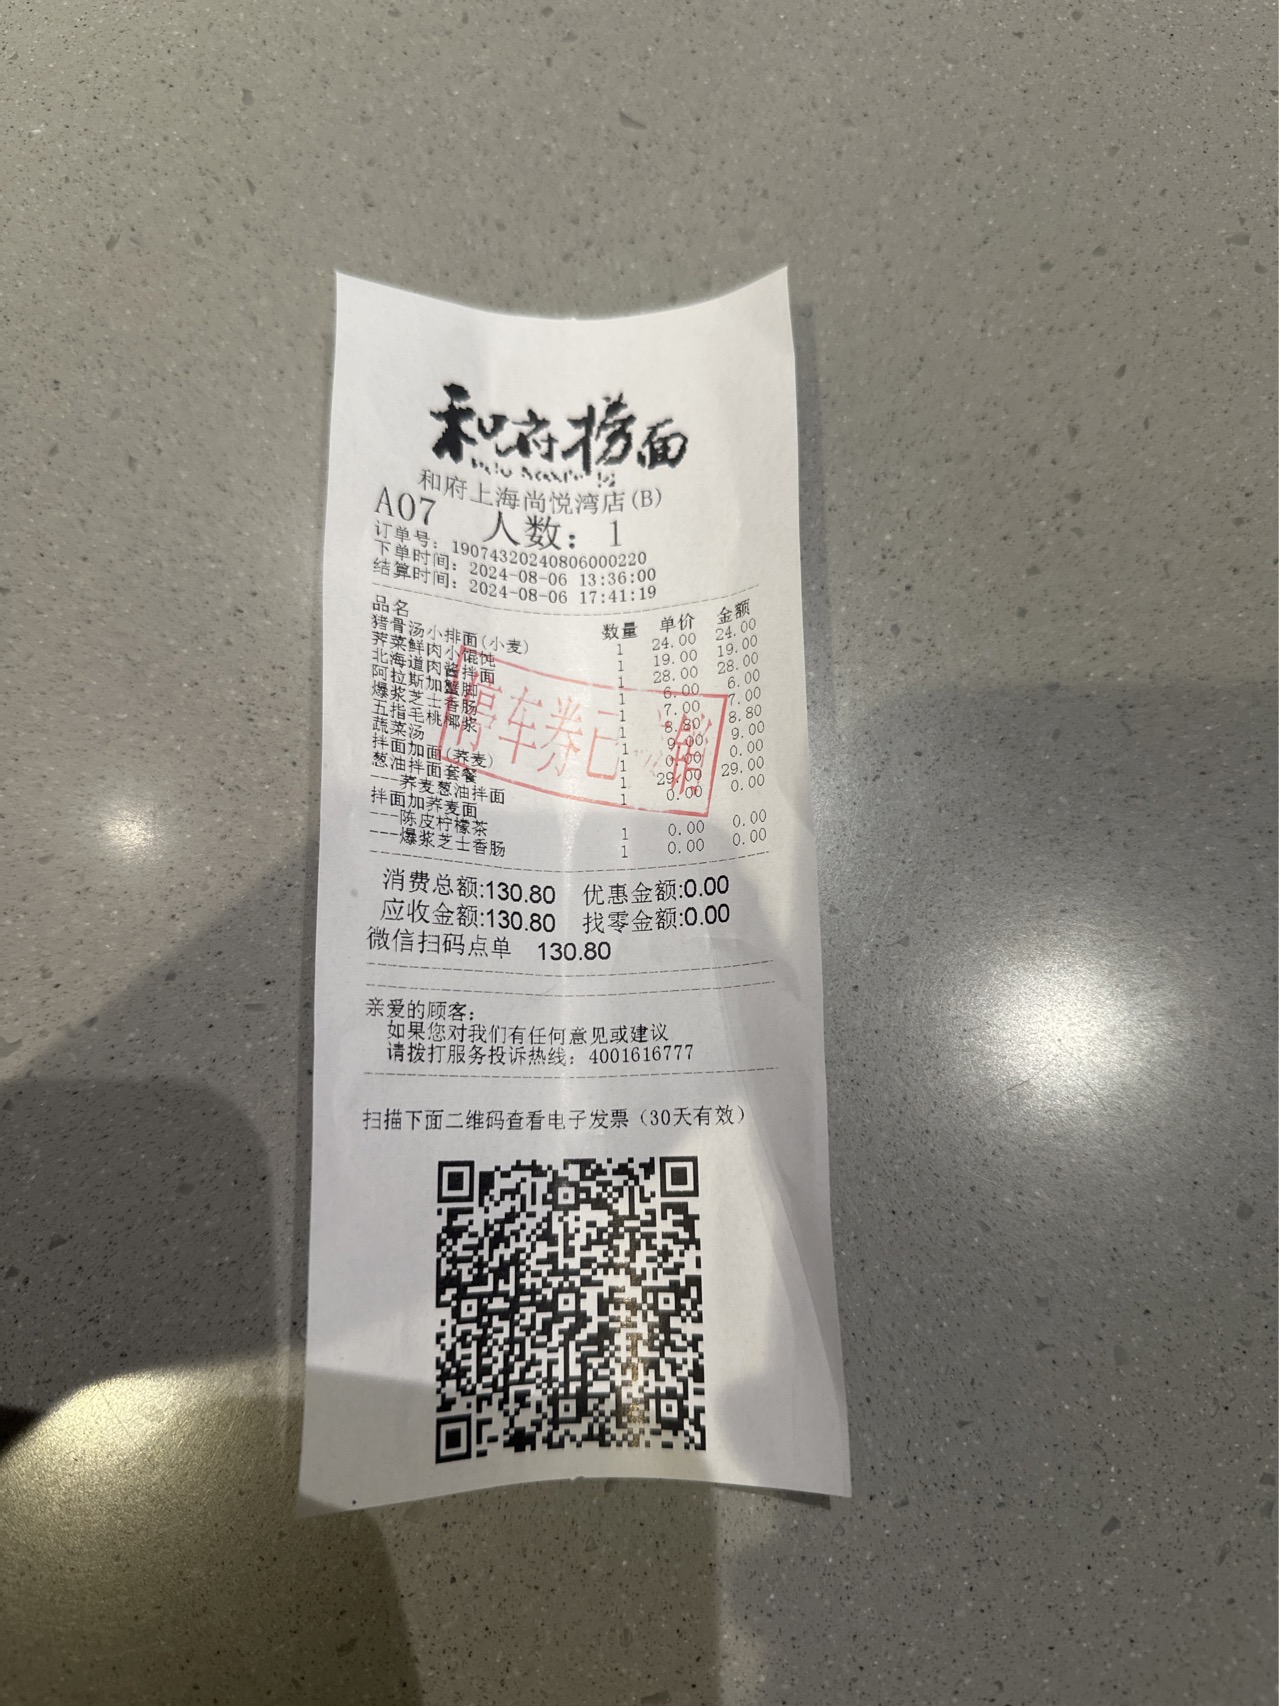 和府捞面
和府上海尚悦湾店(B)
A07 人数: 1
订单号: 19074320240806000220
下单时间: 2024-08-06 13:36:00
结算时间: 2024-08-06 17:41:19
品名 数量 单价 金额
猪骨汤小排面(小麦) 1 24.00 24.00
荠菜鲜肉小馄饨 1 19.00 19.00
北海道肉酱拌面 1 28.00 28.00
阿拉斯加蟹脚 1 6.00 6.00
爆浆芝士香肠 1 7.00 7.00
五指毛桃椰浆 1 8.80 8.80
蔬菜汤 1 9.00 9.00
拌面加面(荞麦) 1 0.00 0.00
葱油拌面套餐 1 29.00 29.00
---荞麦葱油拌面 1 0.00 0.00
拌面加荞麦面
---陈皮柠檬茶 1 0.00 0.00
---爆浆芝士香肠 1 0.00 0.00
停车券已
消费总额:130.80 优惠金额:0.00
应收金额:130.80 找零金额:0.00
微信扫码点单 130.80
亲爱的顾客:
如果您对我们有任何意见或建议
请拨打服务投诉热线: 4001616777
扫描下面二维码查看电子发票（30天有效）